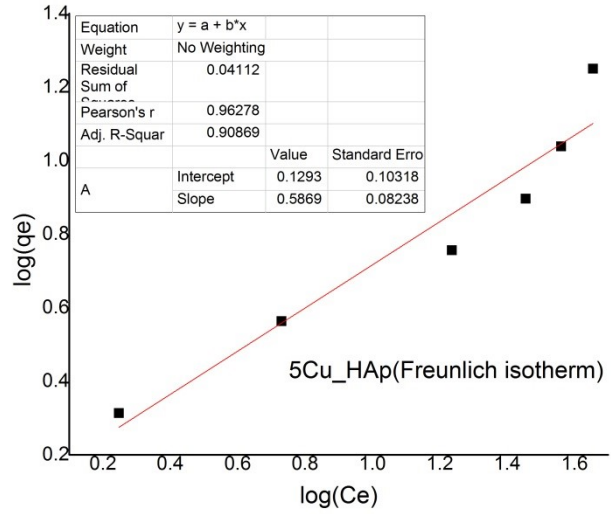 Equation y = a + b*x
Weight No Weighting
Residual 0.04112
Sum of
Pearson's r 0.96278
Adj. R-Squar 0.90869
Value Standard Erro
A Intercept 0.1293 0.10318
Slope 0.5869 0.08238
1.4
1.2
1.0
0.8
0.6
0.4
0.2
log(qe)
5Cu_HAp(Freunlich isotherm)
0.2 0.4 0.6 0.8 1.0 1.2 1.4 1.6
log(Ce)